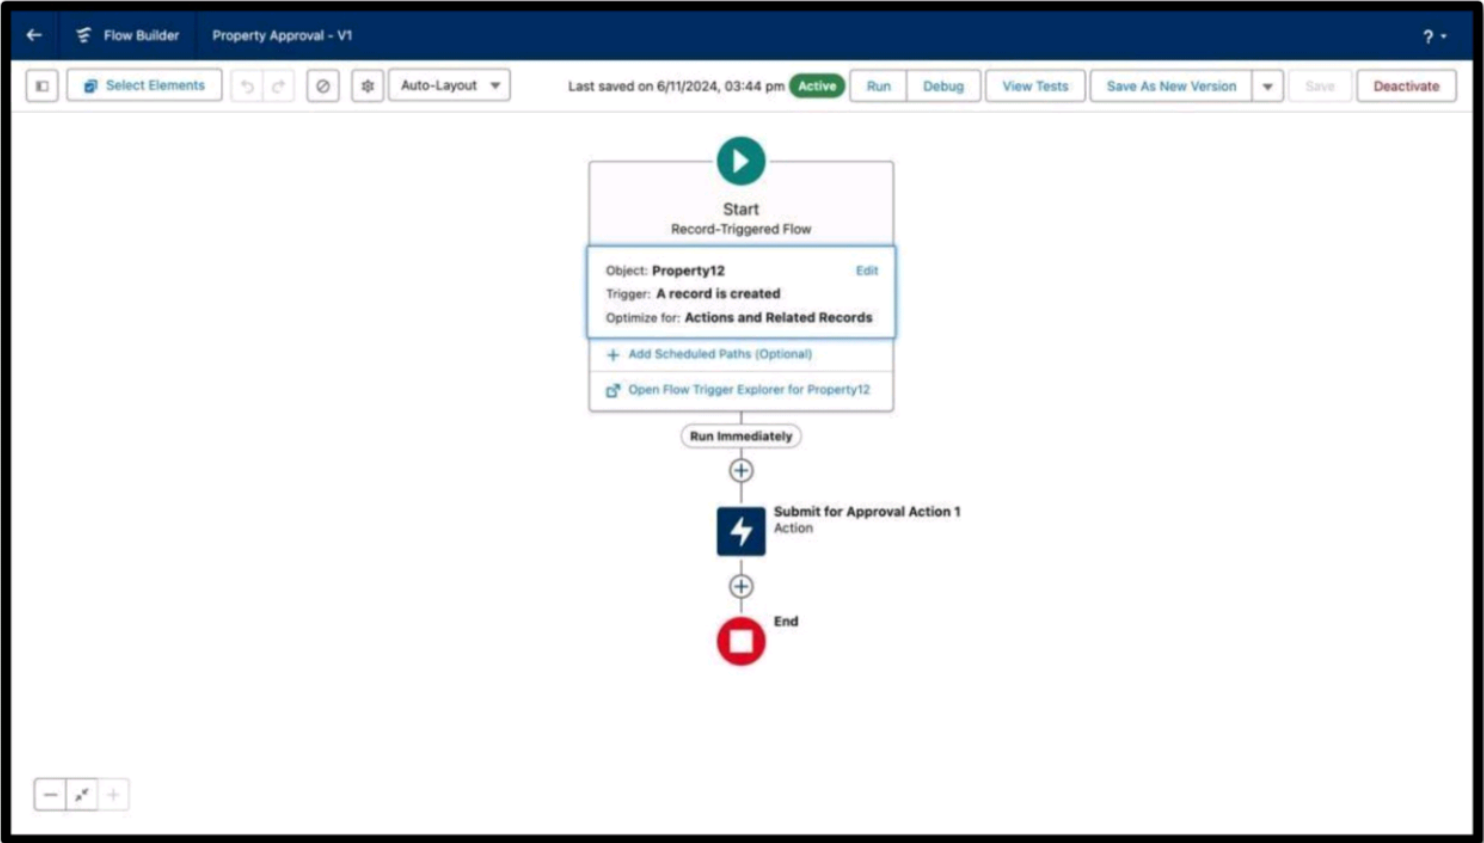 Flow Builder Property Approval - V1 ?
Select Elements Auto-Layout Last saved on 6/11/2024, 03:44 pm Active Run Debug View Tests Save As New Version Save Deactivate
Start
Record-Triggered Flow
Object: Property12 Edit
Trigger: A record is created
Optimize for: Actions and Related Records
+ Add Scheduled Paths (Optional)
Open Flow Trigger Explorer for Property12
Run Immediately
Submit for Approval Action 1
Action
End